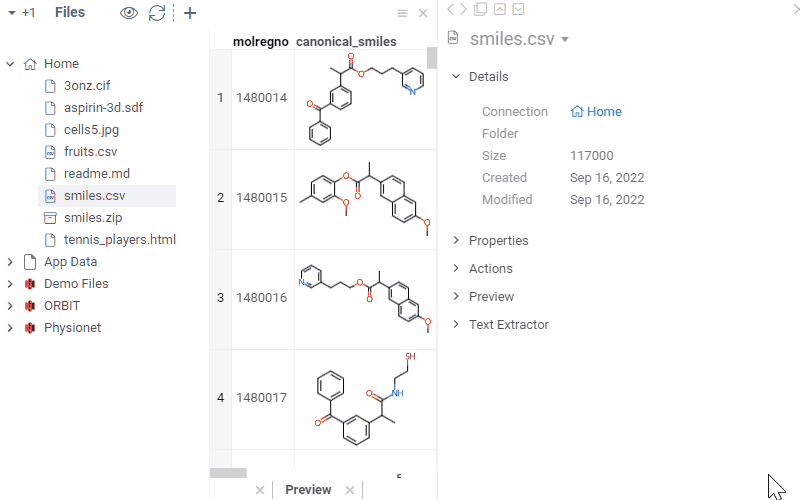 +1 Files
Home
3onz.cif
aspirin-3d.sdf
cells5.jpg
fruits.csv
readme.md
smiles.csv
smiles.zip
tennis_players.html
App Data
Demo Files
ORBIT
Physionet
molregno canonical_smiles
1 1480014
O
O
O
N
2 1480015
O
O
O
O
3 1480016
N
O
O
O
4 1480017
SH
O
NH
O
Preview
smiles.csv
Details
Connection Home
Folder
Size 117000
Created Sep 16, 2022
Modified Sep 16, 2022
Properties
Actions
Preview
Text Extractor